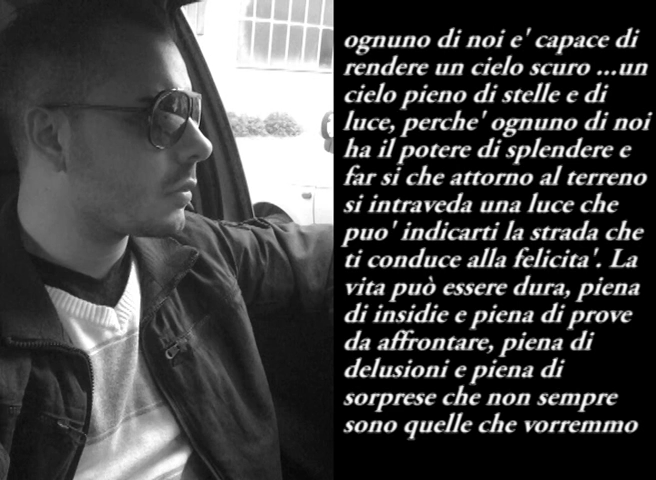 ognuno di noi e' capace di
rendere un cielo scuro ...un
cielo pieno di stelle e di
luce, perche' ognuno di noi
ha il potere di splendere e
far si che attorno al terreno
si intraveda una luce che
puo' indicarti la strada che
ti conduce alla felicita'. La
vita può essere dura, piena
di insidie e piena di prove
da affrontare, piena di
delusioni e piena di
sorprese che non sempre
sono quelle che vorremmo